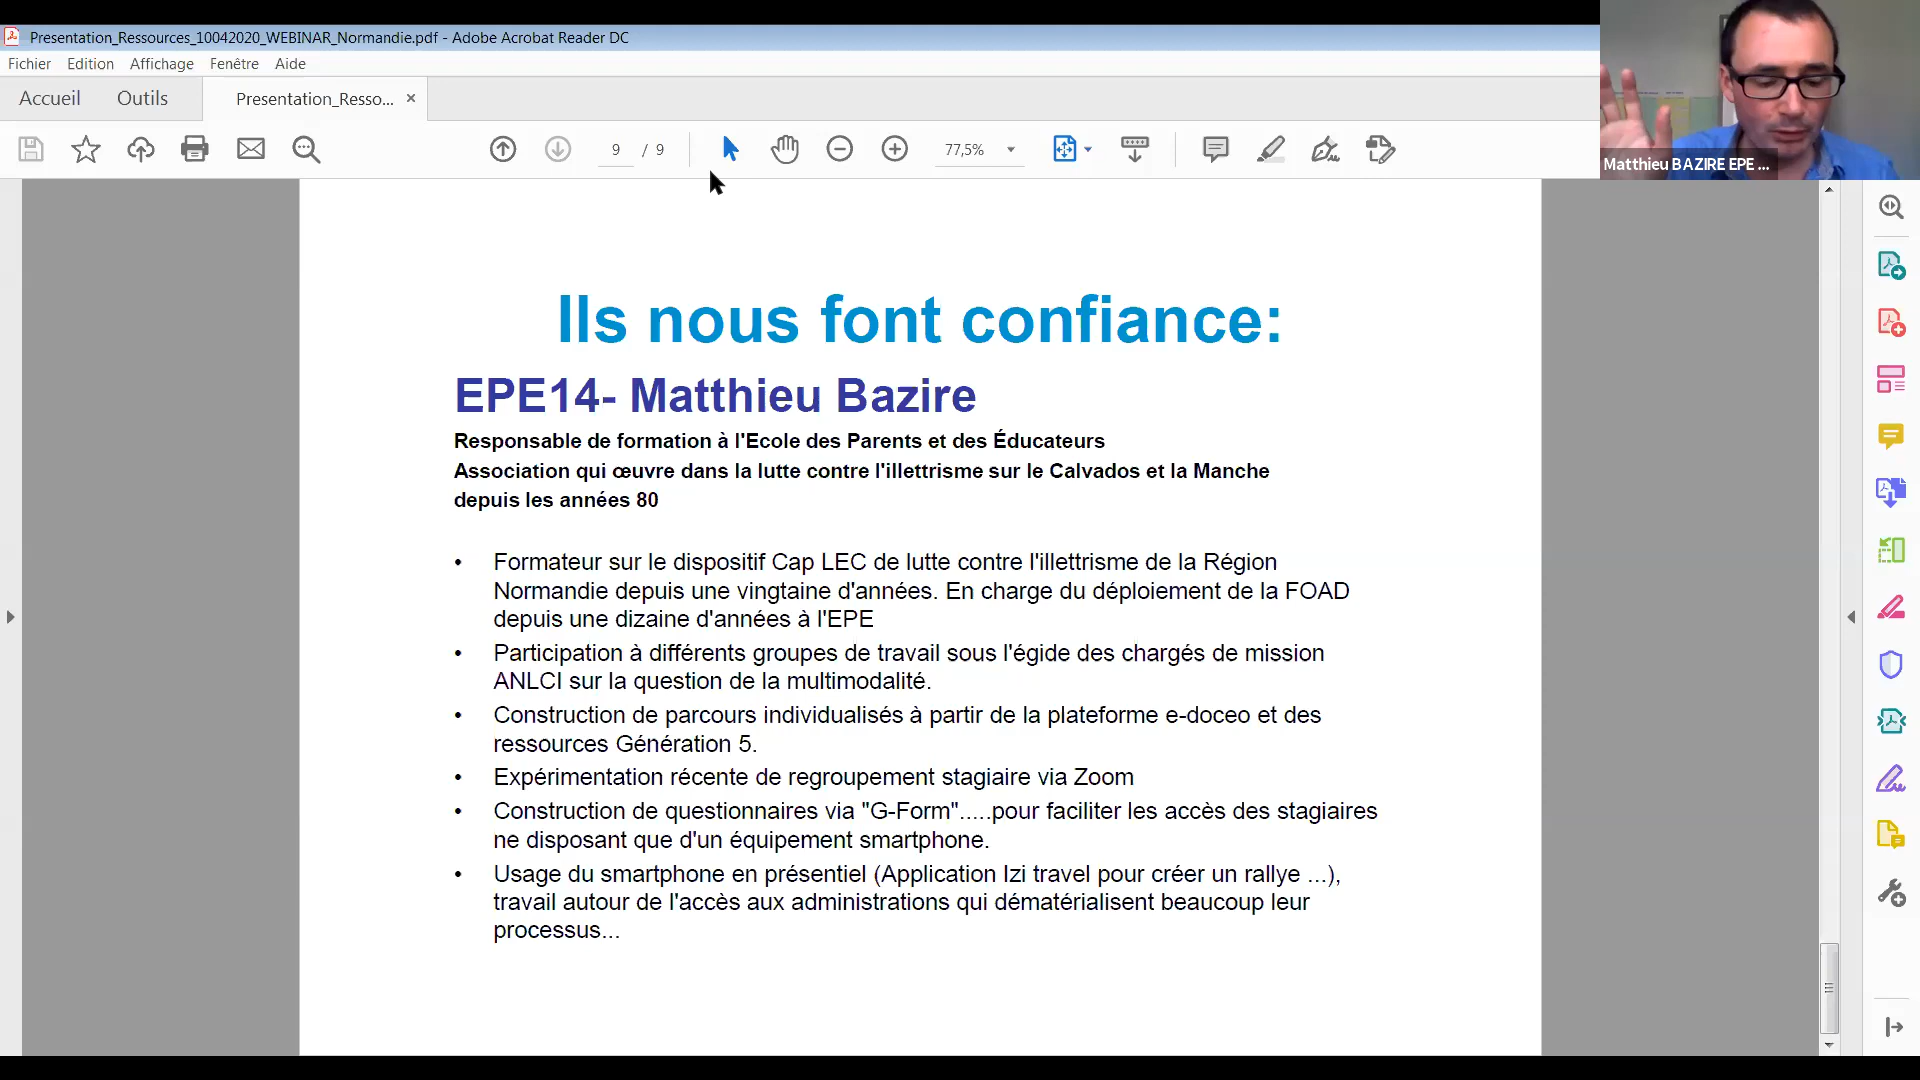 Presentation_Ressources_10042020_WEBINAR_Normandie.pdf - Adobe Acrobat Reader DC
Fichier Edition Affichage Fenêtre Aide
Accueil Outils Presentation_Resso... ×
9 / 9 77,5%
Matthieu BAZIRE EPE ...
Ils nous font confiance:
EPE14- Matthieu Bazire
Responsable de formation à l'Ecole des Parents et des Éducateurs
Association qui œuvre dans la lutte contre l'illettrisme sur le Calvados et la Manche
depuis les années 80
• Formateur sur le dispositif Cap LEC de lutte contre l'illettrisme de la Région
Normandie depuis une vingtaine d'années. En charge du déploiement de la FOAD
depuis une dizaine d'années à l'EPE
• Participation à différents groupes de travail sous l'égide des chargés de mission
ANLCI sur la question de la multimodalité.
• Construction de parcours individualisés à partir de la plateforme e-doceo et des
ressources Génération 5.
• Expérimentation récente de regroupement stagiaire via Zoom
• Construction de questionnaires via "G-Form".....pour faciliter les accès des stagiaires
ne disposant que d'un équipement smartphone.
• Usage du smartphone en présentiel (Application Izi travel pour créer un rallye ...),
travail autour de l'accès aux administrations qui dématérialisent beaucoup leur
processus...